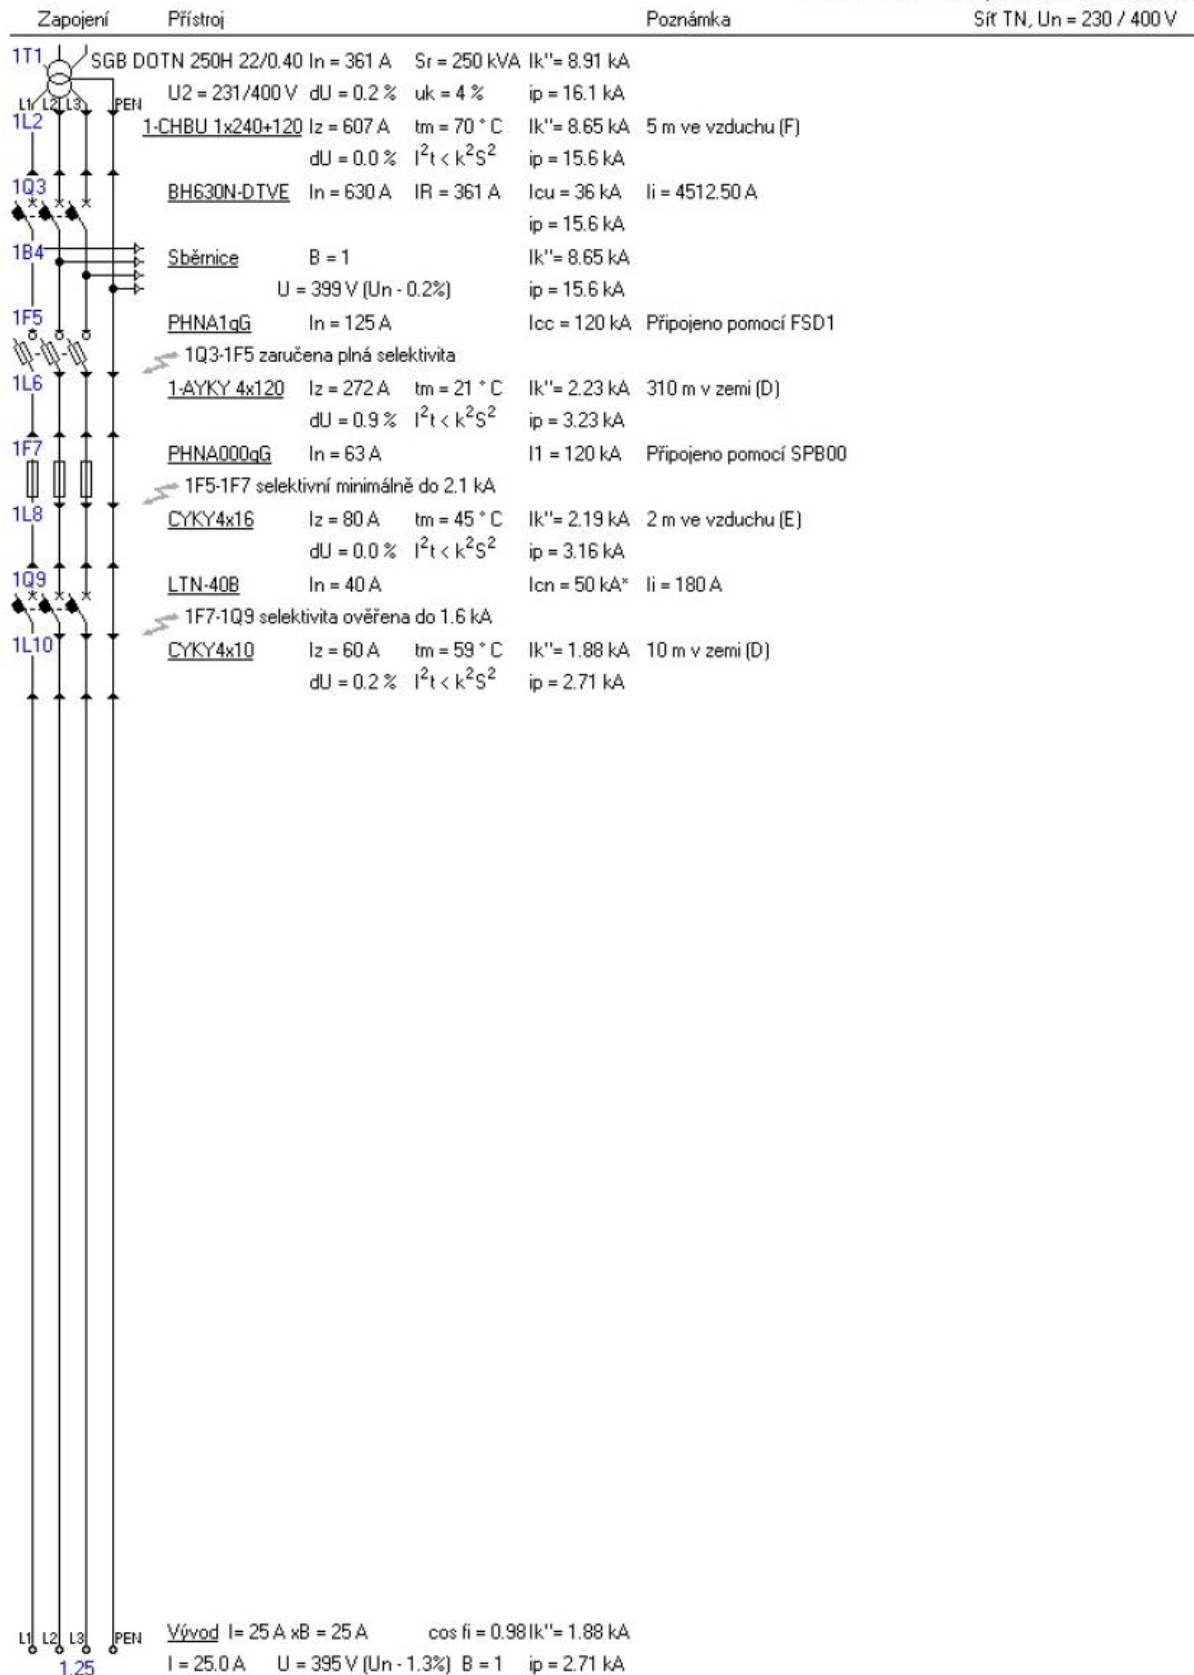 Zapojení Přístroj Poznámka Síť TN, Un = 230 / 400 V
1T1 SGB DOTN 250H 22/0.40 In = 361 A Sr = 250 kVA Ik''= 8.91 kA
U2 = 231/400 V dU = 0.2 % uk = 4 % ip = 16.1 kA
L1 L2 L3 PEN
1L2 1-CHBU 1x240+120 Iz = 607 A tm = 70 ° C Ik''= 8.65 kA 5 m ve vzduchu (F)
dU = 0.0 % I²t < k²S² ip = 15.6 kA
1Q3 BH630N-DTVE In = 630 A IR = 361 A Icu = 36 kA Ii = 4512.50 A
ip = 15.6 kA
1B4 Sběrnice B = 1 Ik''= 8.65 kA
U = 399 V (Un - 0.2%) ip = 15.6 kA
1F5 PHNA1gG In = 125 A Icc = 120 kA Připojeno pomocí FSD1
1Q3-1F5 zaručena plná selektivita
1L6 1-AYKY 4x120 Iz = 272 A tm = 21 ° C Ik''= 2.23 kA 310 m v zemi (D)
dU = 0.9 % I²t < k²S² ip = 3.23 kA
1F7 PHNA000gG In = 63 A I1 = 120 kA Připojeno pomocí SPB00
1F5-1F7 selektivní minimálně do 2.1 kA
1L8 CYKY4x16 Iz = 80 A tm = 45 ° C Ik''= 2.19 kA 2 m ve vzduchu (E)
dU = 0.0 % I²t < k²S² ip = 3.16 kA
1Q9 LTN-40B In = 40 A Icn = 50 kA* Ii = 180 A
1F7-1Q9 selektivita ověřena do 1.6 kA
1L10 CYKY4x10 Iz = 60 A tm = 59 ° C Ik''= 1.88 kA 10 m v zemi (D)
dU = 0.2 % I²t < k²S² ip = 2.71 kA
L1 L2 L3 PEN Vývod I= 25 A xB = 25 A cos fi = 0.98 Ik''= 1.88 kA
1.25 I = 25.0 A U = 395 V (Un - 1.3%) B = 1 ip = 2.71 kA